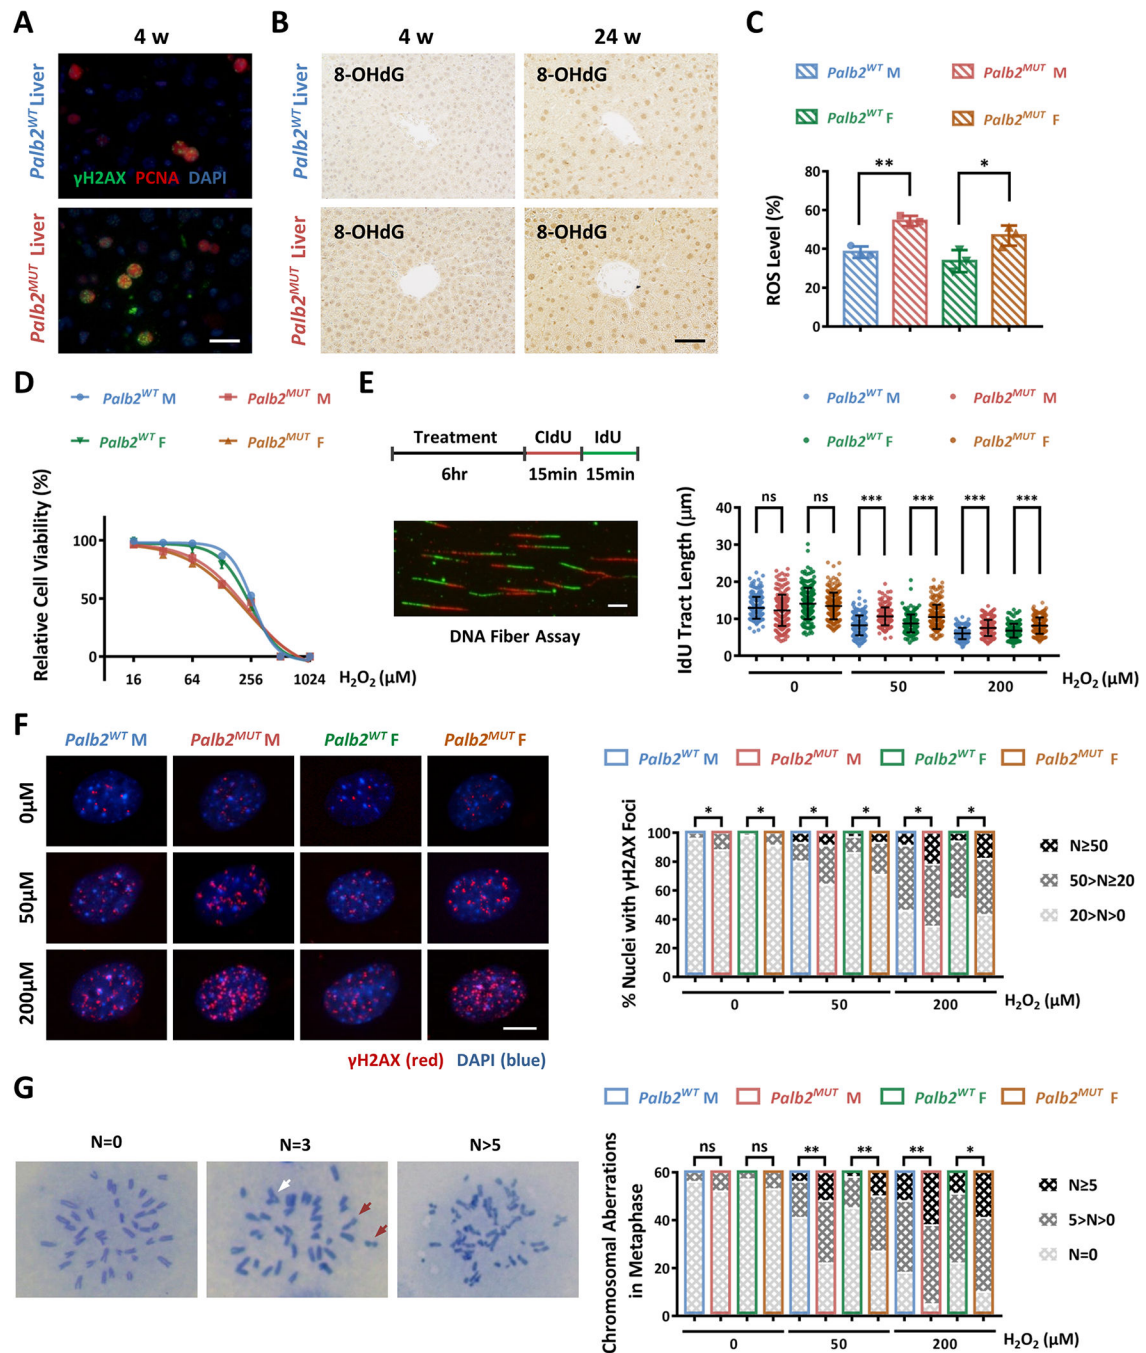 A
4 w
Palb2WT Liver
γH2AX PCNA DAPI
Palb2MUT Liver
B
4 w 24 w
Palb2WT Liver
8-OHdG 8-OHdG
Palb2MUT Liver
8-OHdG 8-OHdG
C
Palb2WT M Palb2MUT M
Palb2WT F Palb2MUT F
ROS Level (%)
80
60
40
20
0
** *
D
Palb2WT M Palb2MUT M
Palb2WT F Palb2MUT F
Relative Cell Viability (%)
100
50
0
16 64 256 1024 H2O2 (μM)
E
Treatment CldU IdU
6hr 15min 15min
DNA Fiber Assay
Palb2WT M Palb2MUT M
Palb2WT F Palb2MUT F
IdU Tract Length (μm)
40
30
20
10
0
ns ns *** *** *** ***
0 50 200 H2O2 (μM)
F
Palb2WT M Palb2MUT M Palb2WT F Palb2MUT F
0μM
50μM
200μM
γH2AX (red) DAPI (blue)
Palb2WT M Palb2MUT M Palb2WT F Palb2MUT F
% Nuclei with γH2AX Foci
100
80
60
40
20
0
* * * * * *
N≥50
50>N≥20
20>N>0
0 50 200 H2O2 (μM)
G
N=0 N=3 N>5
Palb2WT M Palb2MUT M Palb2WT F Palb2MUT F
Chromosomal Aberrations
in Metaphase
60
40
20
0
ns ns ** ** ** *
N≥5
5>N>0
N=0
0 50 200 H2O2 (μM)